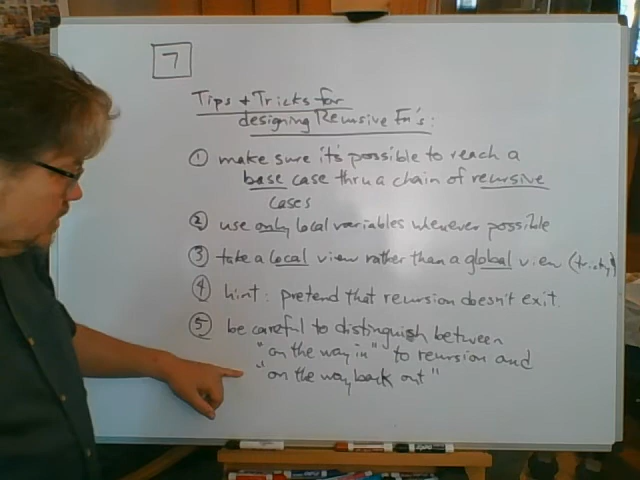 7
Tips + Tricks for
designing Recursive Fn's:
① make sure it's possible to reach a
base case thru a chain of recursive
cases
② use only local variables whenever possible
③ take a local view rather than a global view (tricky)
④ hint: pretend that recursion doesn't exit.
⑤ be careful to distinguish between
"on the way in" to recursion and
"on the way back out"